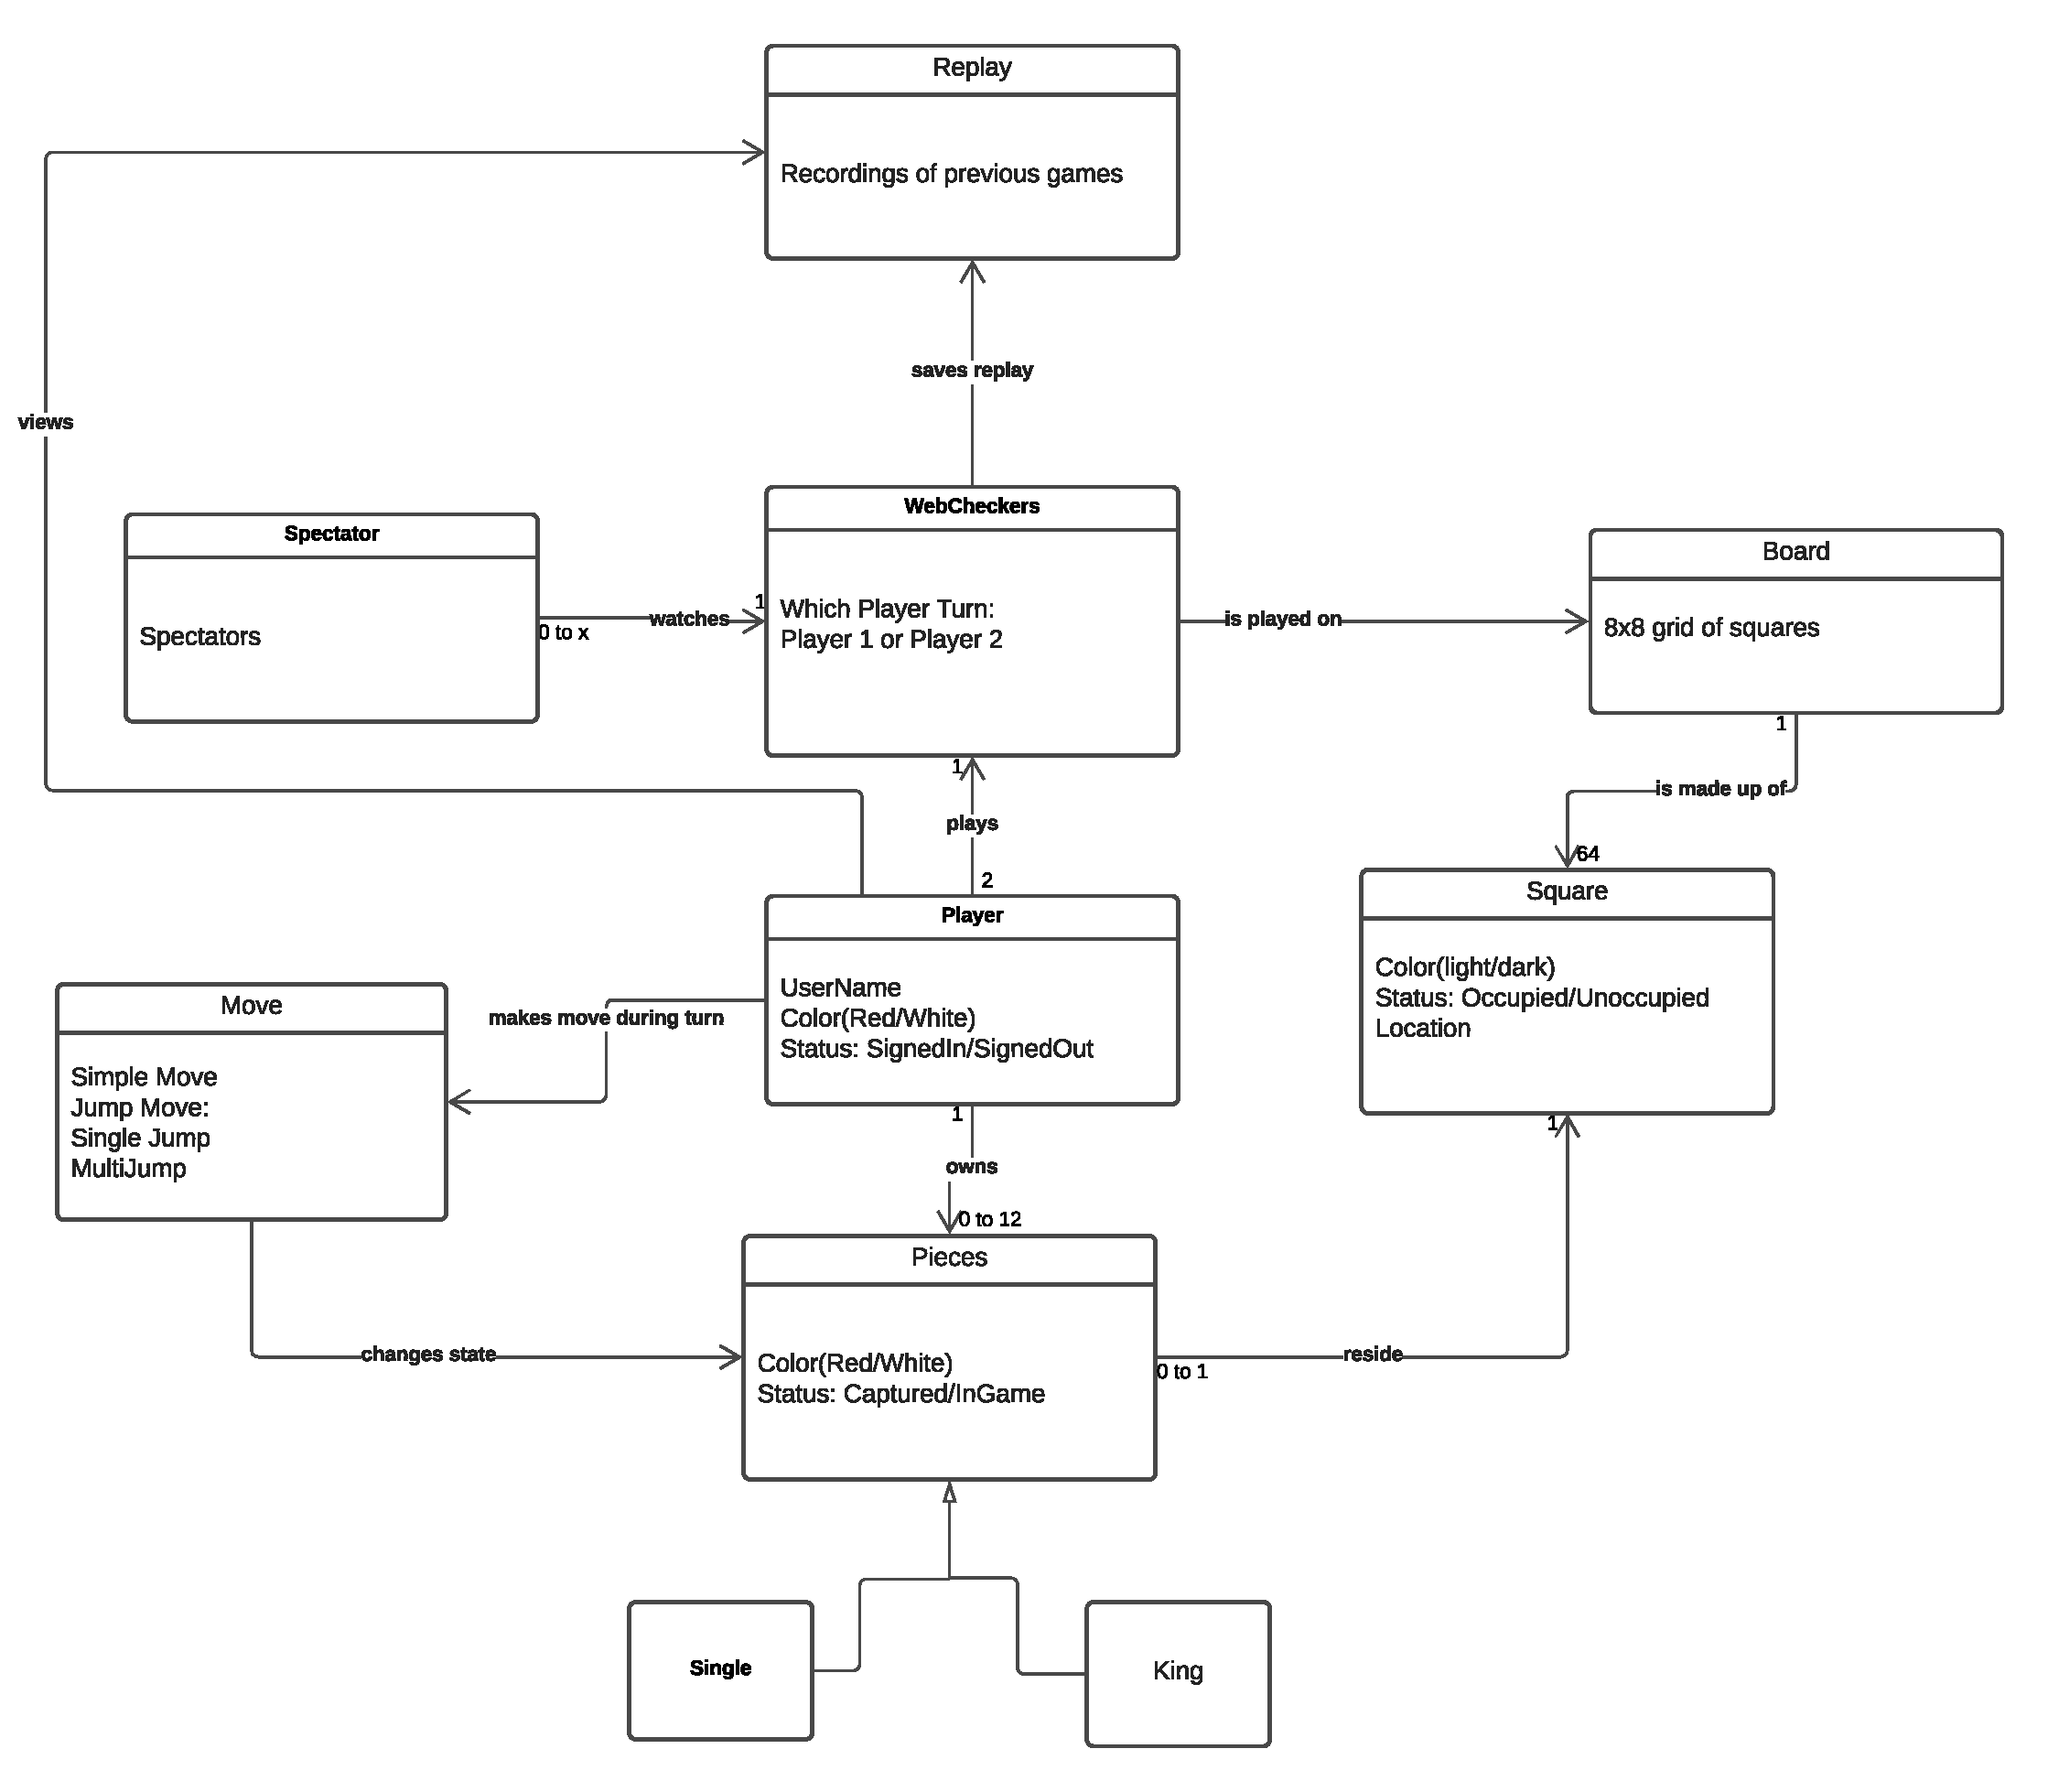 Replay
Recordings of previous games
saves replay
views
WebCheckers
Which Player Turn:
Player 1 or Player 2
Spectator
Spectators
0 to x
watches
1
is played on
Board
8x8 grid of squares
1
is made up of
64
1
plays
2
Player
UserName
Color(Red/White)
Status: SignedIn/SignedOut
Square
Color(light/dark)
Status: Occupied/Unoccupied
Location
Move
Simple Move
Jump Move:
Single Jump
MultiJump
makes move during turn
1
owns
0 to 12
1
Pieces
Color(Red/White)
Status: Captured/InGame
changes state
0 to 1
reside
Single
King